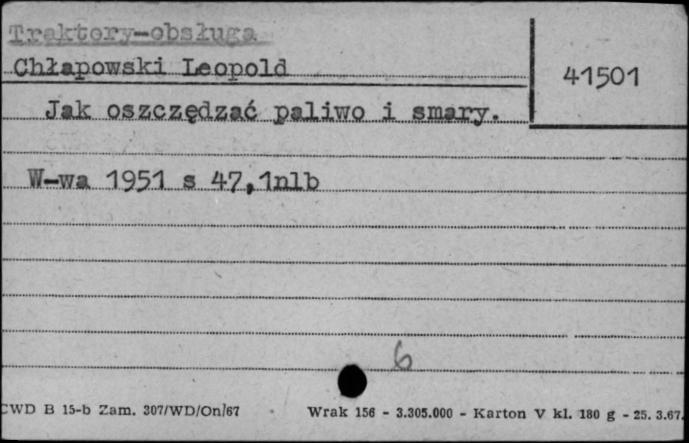 Traktory-obsługa
Chłapowski Leopold
41501
Jak oszczędzać paliwo i smary.
W-wa 1951 s 47,1nlb
6
CWD B 15-b Zam. 307/WD/On/67 Wrak 156 - 3.305.000 - Karton V kl. 180 g - 25. 3.67.